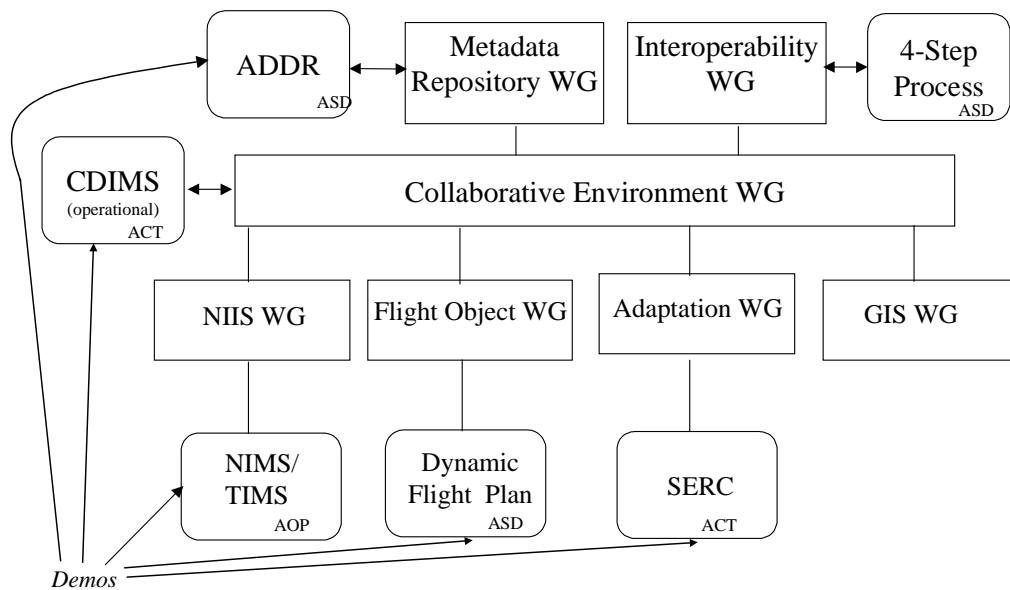 ADDR
ASD
Metadata
Repository WG
Interoperability
WG
4-Step
Process
ASD
CDIMS
(operational)
ACT
Collaborative Environment WG
NIIS WG
Flight Object WG
Adaptation WG
GIS WG
NIMS/
TIMS
AOP
Dynamic
Flight Plan
ASD
SERC
ACT
Demos